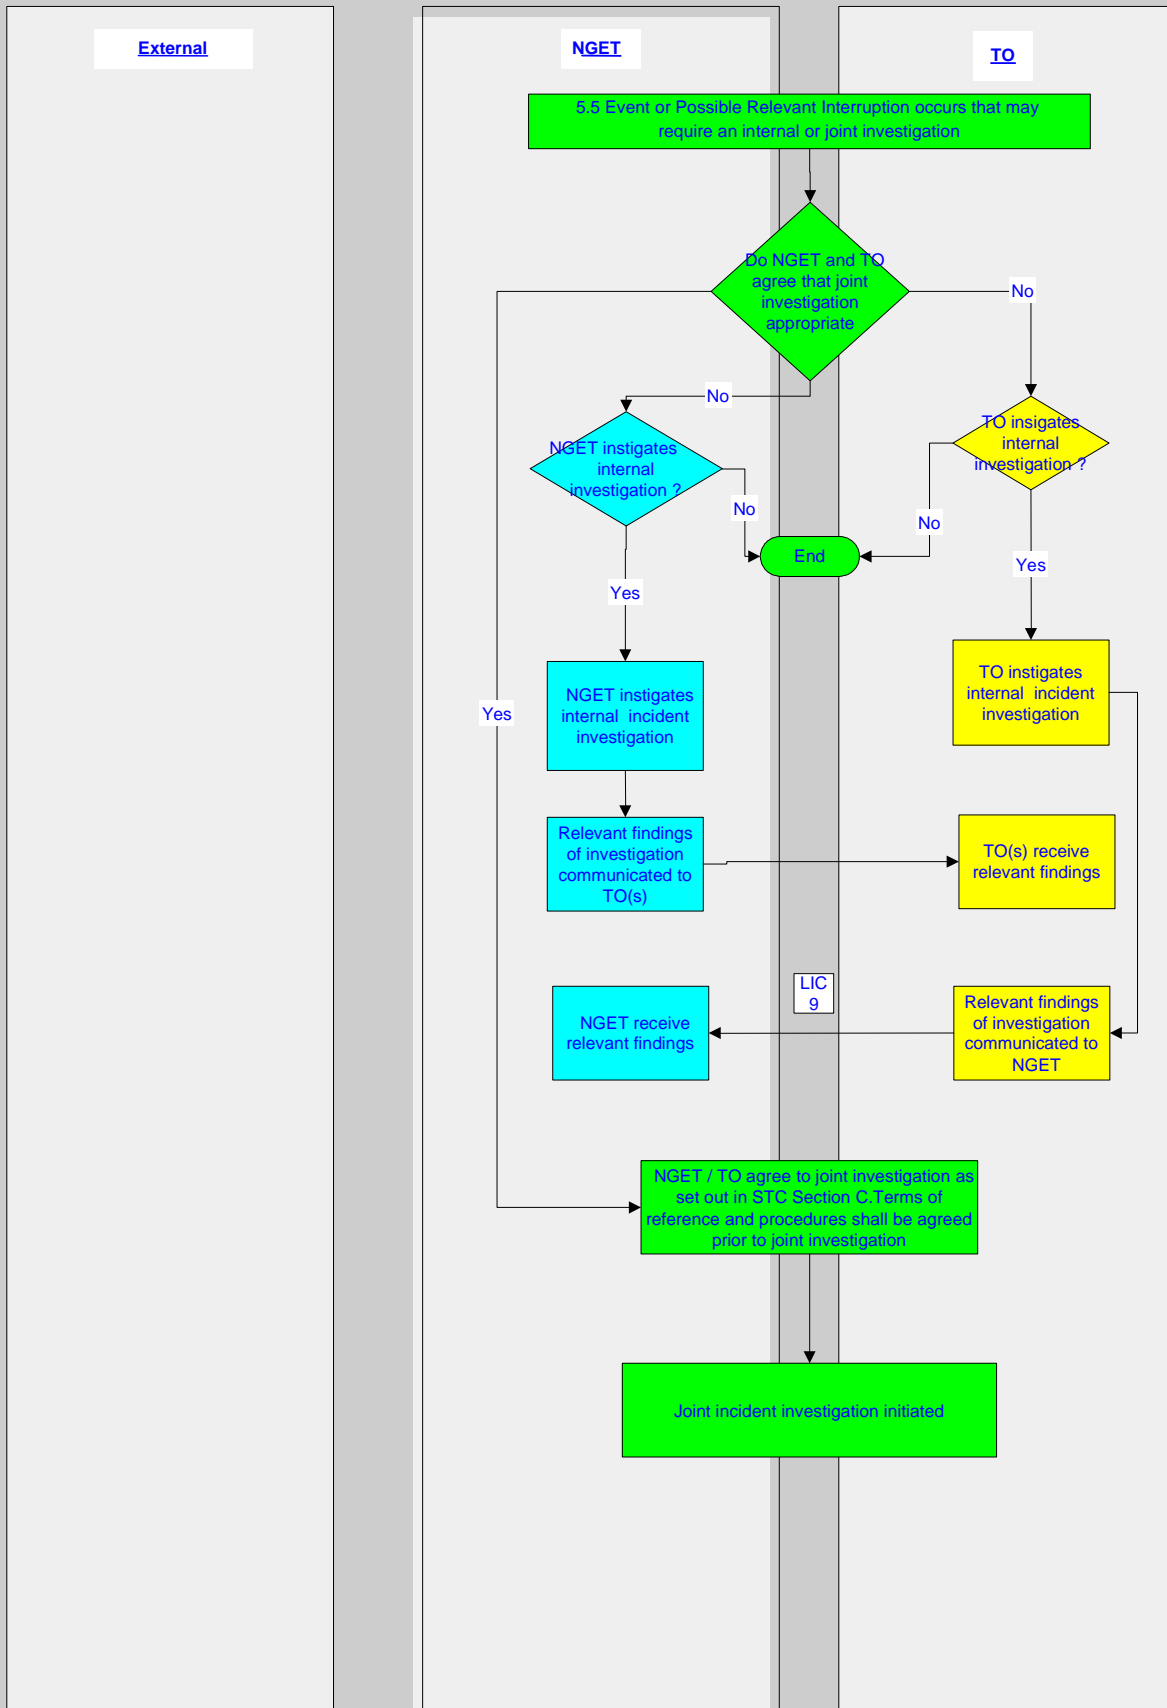 External
NGET
TO
5.5 Event or Possible Relevant Interruption occurs that may
require an internal or joint investigation
Do NGET and TO
agree that joint
investigation
appropriate
No
No
NGET instigates
internal
investigation ?
TO insigates
internal
investigation ?
No
No
End
Yes
Yes
NGET instigates
internal incident
investigation
TO instigates
internal incident
investigation
Yes
Relevant findings
of investigation
communicated to
TO(s)
TO(s) receive
relevant findings
LIC
9
NGET receive
relevant findings
Relevant findings
of investigation
communicated to
NGET
NGET / TO agree to joint investigation as
set out in STC Section C.Terms of
reference and procedures shall be agreed
prior to joint investigation
Joint incident investigation initiated